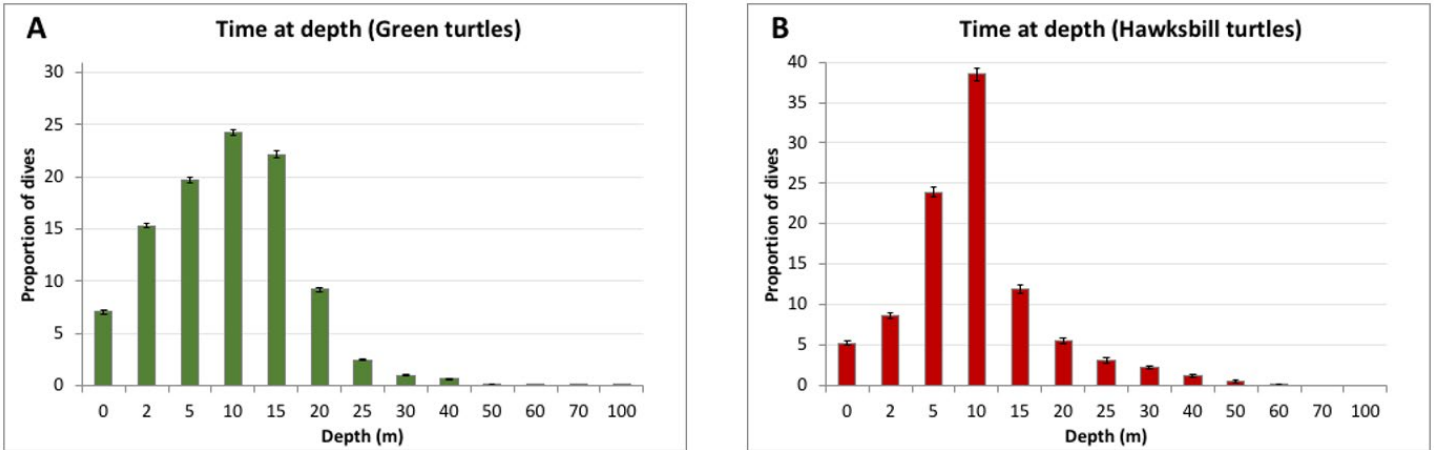 A
Time at depth (Green turtles)
Proportion of dives
30
25
20
15
10
5
0
0 2 5 10 15 20 25 30 40 50 60 70 100
Depth (m)
B
Time at depth (Hawksbill turtles)
Proportion of dives
40
35
30
25
20
15
10
5
0
0 2 5 10 15 20 25 30 40 50 60 70 100
Depth (m)